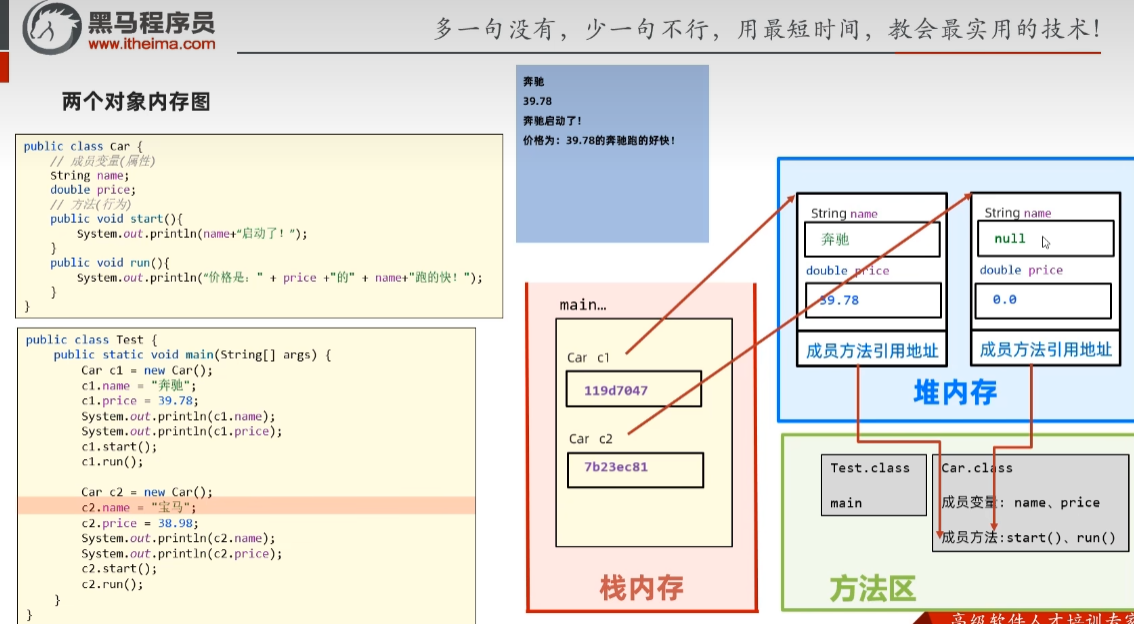 黑马程序员
www.itheima.com
多一句没有，少一句不行，用最短时间，教会最实用的技术！
两个对象内存图
public class Car {
// 成员变量(属性)
String name;
double price;
// 方法(行为)
public void start(){
System.out.println(name+"启动了！");
}
public void run(){
System.out.println("价格是：" + price +"的" + name+"跑的快！");
}
}
public class Test {
public static void main(String[] args) {
Car c1 = new Car();
c1.name = "奔驰";
c1.price = 39.78;
System.out.println(c1.name);
System.out.println(c1.price);
c1.start();
c1.run();
Car c2 = new Car();
c2.name = "宝马";
c2.price = 38.98;
System.out.println(c2.name);
System.out.println(c2.price);
c2.start();
c2.run();
}
}
奔驰
39.78
奔驰启动了！
价格为：39.78的奔驰跑的好快！
main…
Car c1
119d7047
Car c2
7b23ec81
栈内存
String name
奔驰
double price
39.78
成员方法引用地址
String name
null
double price
0.0
成员方法引用地址
堆内存
Test.class
main
Car.class
成员变量：name、price
成员方法:start()、run()
方法区
高级软件人才培训专家